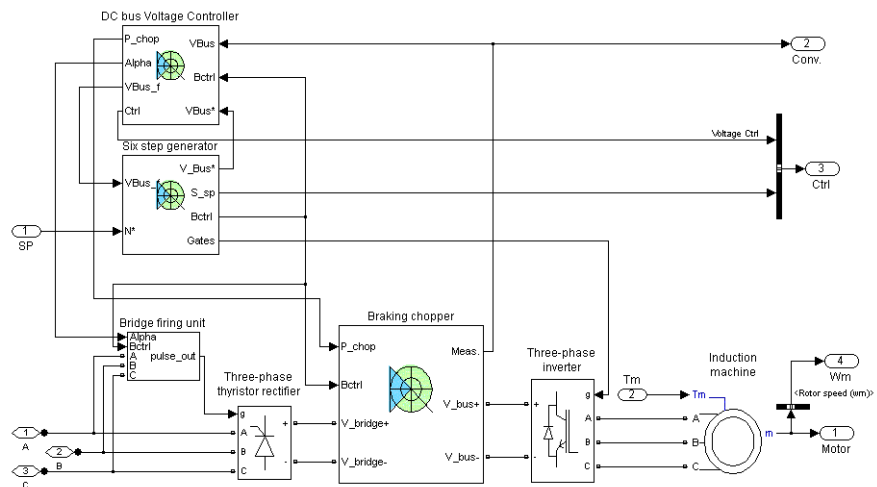 DC bus Voltage Controller
P_chop
VBus
2
Conv.
Alpha
Bctrl
VBus_f
Ctrl
VBus*
Voltage Ctrl
Six step generator
V_Bus*
3
Ctrl
VBus_f
S_sp
Bctrl
1
SP
N*
Gates
Bridge firing unit
Alpha
Bctrl
A
pulse_out
B
C
Braking chopper
P_chop
Meas.
Bctrl
V_bus+
V_bridge+
V_bridge-
V_bus-
Three-phase
thyristor rectifier
g
A
+
B
-
C
Three-phase
inverter
g
+
A
B
-
C
Tm
2
Induction
machine
Tm
A
B
C
m
4
Wm
<Rotor speed (wm)>
1
Motor
1
A
2
B
3
C